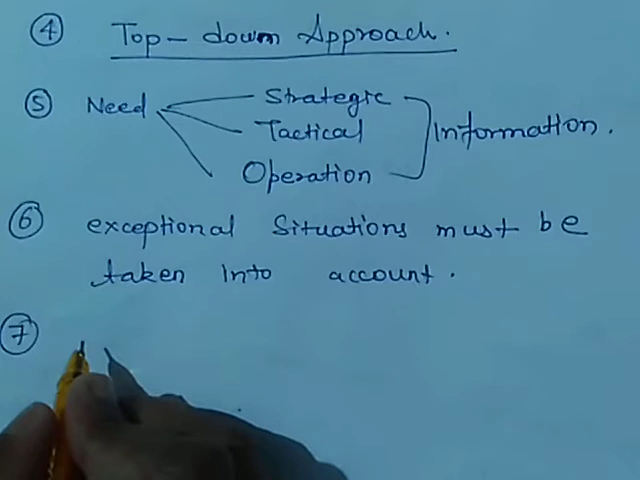 ④ Top-down Approach.
⑤ Need Strategic
Tactical Information.
Operation
⑥ exceptional Situations must be
taken into account.
⑦